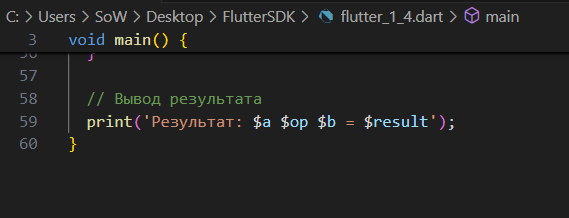 C: > Users > SoW > Desktop > FlutterSDK > flutter_1_4.dart > main
3 void main() {
56 }
57
58 // Вывод результата
59 print('Результат: $a $op $b = $result');
60 }